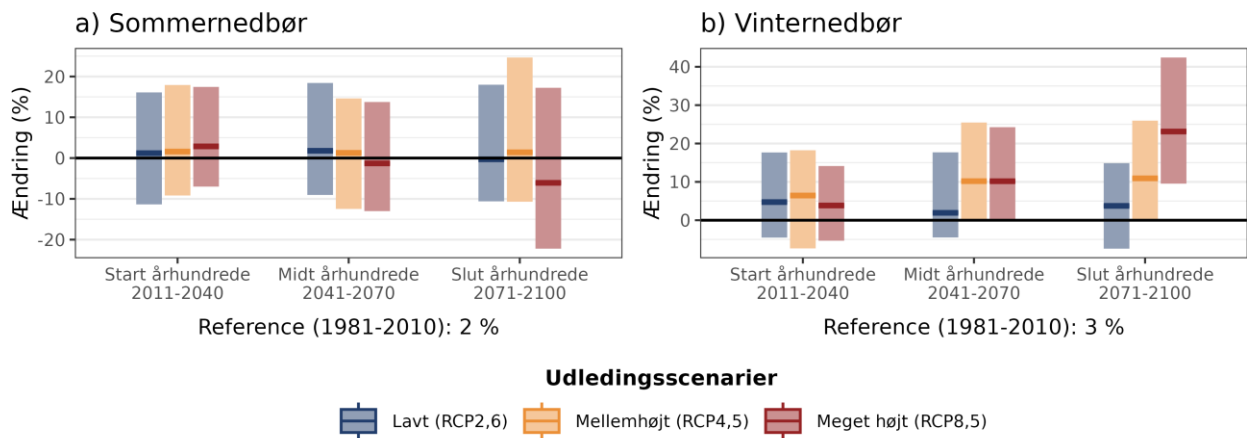 a) Sommernedbør
Ændring (%)
20
10
0
-10
-20
Start århundrede
2011-2040
Midt århundrede
2041-2070
Slut århundrede
2071-2100
Reference (1981-2010): 2 %
b) Vinternedbør
Ændring (%)
40
30
20
10
0
Start århundrede
2011-2040
Midt århundrede
2041-2070
Slut århundrede
2071-2100
Reference (1981-2010): 3 %
Udledingsscenarier
Lavt (RCP2,6)
Mellemhøjt (RCP4,5)
Meget højt (RCP8,5)